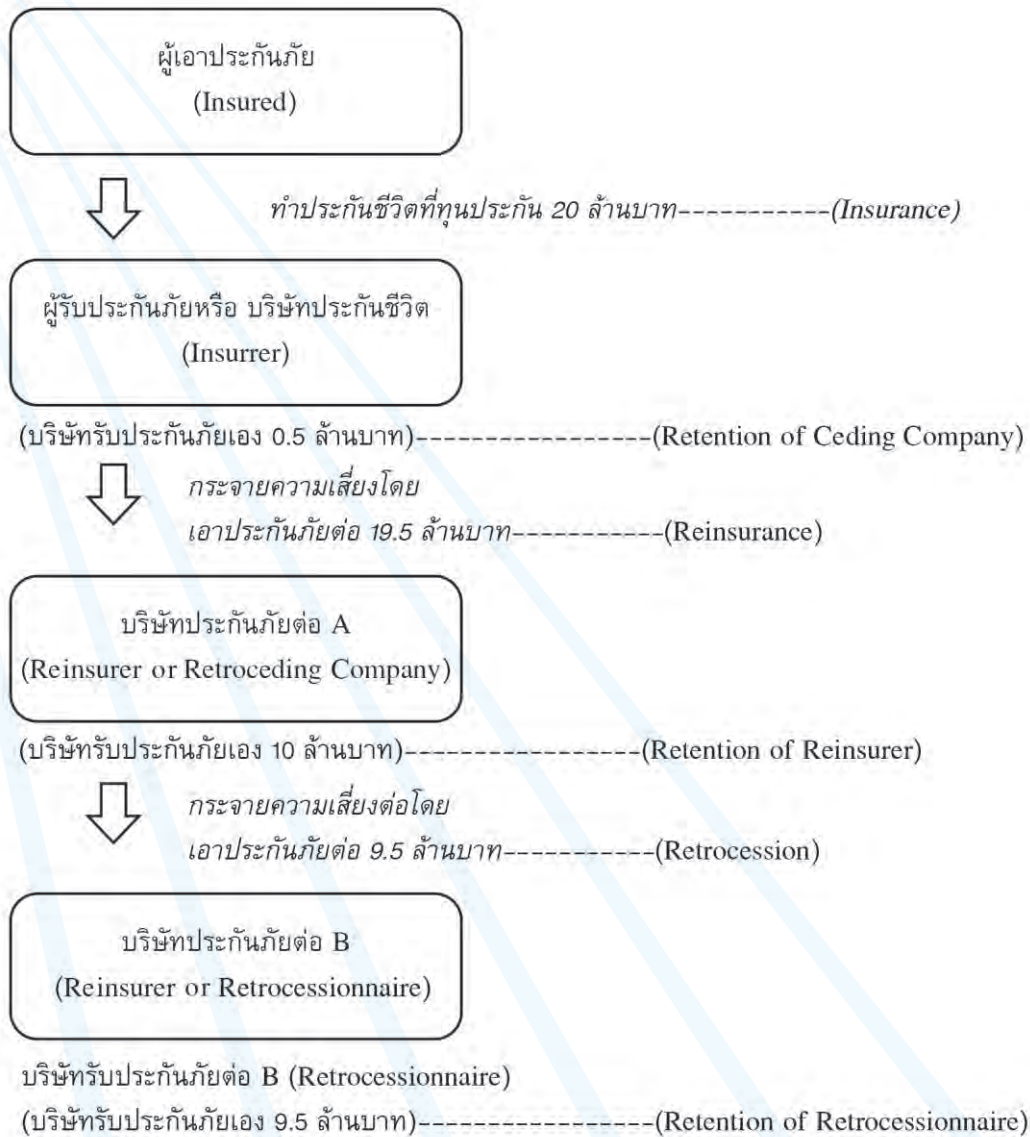 ผู้เอาประกันภัย
(Insured)
ทำประกันชีวิตที่ทุนประกัน 20 ล้านบาท-----------(Insurance)
ผู้รับประกันภัยหรือ บริษัทประกันชีวิต
(Insurrer)
(บริษัทรับประกันภัยเอง 0.5 ล้านบาท)-----------------(Retention of Ceding Company)
กระจายความเสี่ยงโดย
เอาประกันภัยต่อ 19.5 ล้านบาท-----------(Reinsurance)
บริษัทประกันภัยต่อ A
(Reinsurer or Retroceding Company)
(บริษัทรับประกันภัยเอง 10 ล้านบาท)-----------------(Retention of Reinsurer)
กระจายความเสี่ยงต่อโดย
เอาประกันภัยต่อ 9.5 ล้านบาท-----------(Retrocession)
บริษัทประกันภัยต่อ B
(Reinsurer or Retrocessionnaire)
บริษัทรับประกันภัยต่อ B (Retrocessionnaire)
(บริษัทรับประกันภัยเอง 9.5 ล้านบาท)-----------------(Retention of Retrocessionnaire)